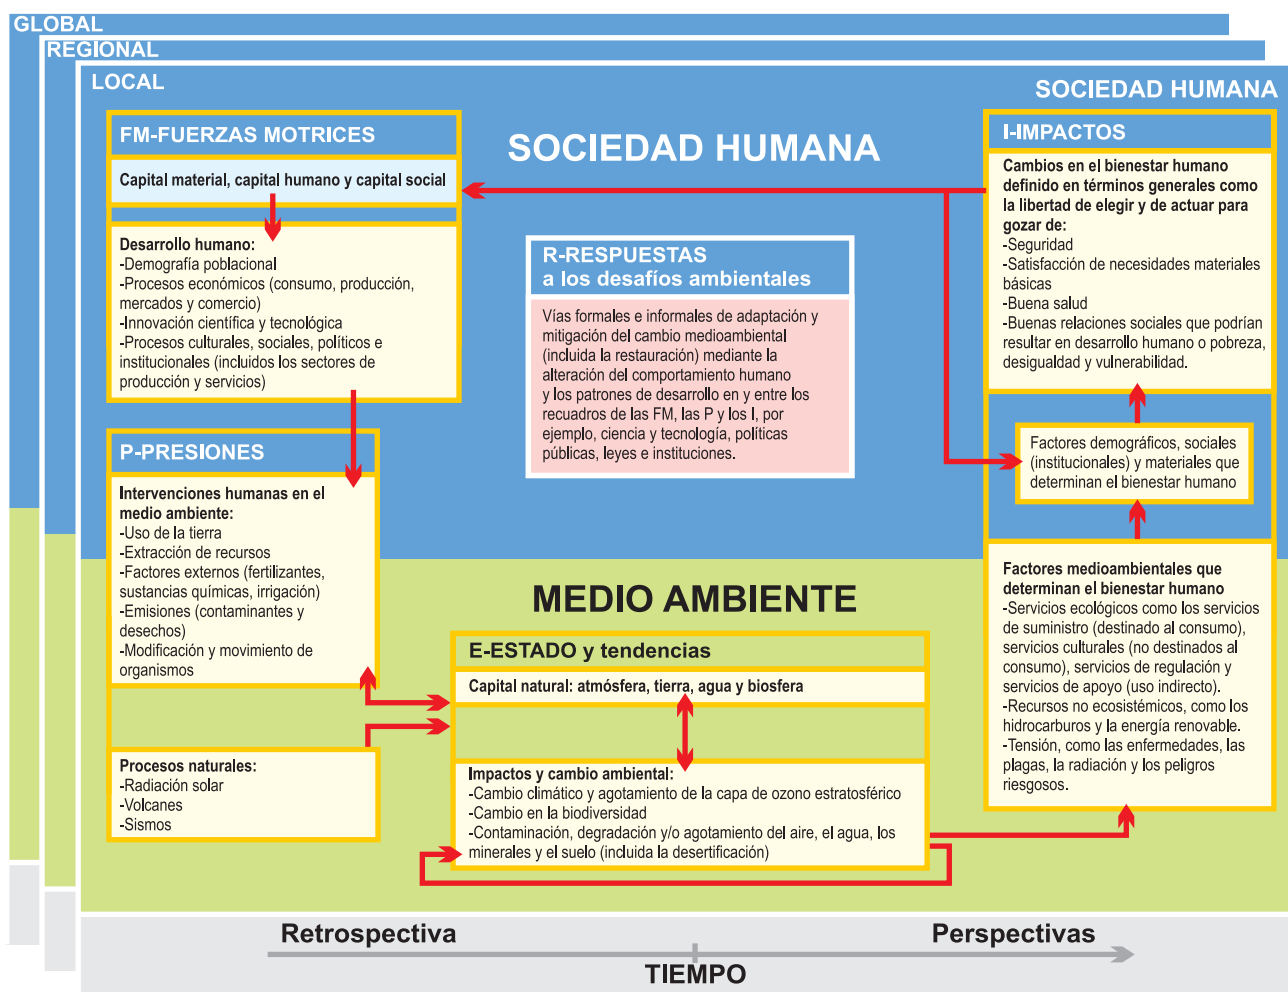 GLOBAL
REGIONAL
LOCAL
SOCIEDAD HUMANA
SOCIEDAD HUMANA
FM-FUERZAS MOTRICES
Capital material, capital humano y capital social
Desarrollo humano:
-Demografía poblacional
-Procesos económicos (consumo, producción,
mercados y comercio)
-Innovación científica y tecnológica
-Procesos culturales, sociales, políticos e
institucionales (incluidos los sectores de
producción y servicios)
P-PRESIONES
Intervenciones humanas en el
medio ambiente:
-Uso de la tierra
-Extracción de recursos
-Factores externos (fertilizantes,
sustancias químicas, irrigación)
-Emisiones (contaminantes y
desechos)
-Modificación y movimiento de
organismos
Procesos naturales:
-Radiación solar
-Volcanes
-Sismos
R-RESPUESTAS
a los desafíos ambientales
Vías formales e informales de adaptación y
mitigación del cambio medioambiental
(incluida la restauración) mediante la
alteración del comportamiento humano
y los patrones de desarrollo en y entre los
recuadros de las FM, las P y los I, por
ejemplo, ciencia y tecnología, políticas
públicas, leyes e instituciones.
MEDIO AMBIENTE
E-ESTADO y tendencias
Capital natural: atmósfera, tierra, agua y biosfera
Impactos y cambio ambiental:
-Cambio climático y agotamiento de la capa de ozono estratosférico
-Cambio en la biodiversidad
-Contaminación, degradación y/o agotamiento del aire, el agua, los
minerales y el suelo (incluida la desertificación)
I-IMPACTOS
Cambios en el bienestar humano
definido en términos generales como
la libertad de elegir y de actuar para
gozar de:
-Seguridad
-Satisfacción de necesidades materiales
básicas
-Buena salud
-Buenas relaciones sociales que podrían
resultar en desarrollo humano o pobreza,
desigualdad y vulnerabilidad.
Factores demográficos, sociales
(institucionales) y materiales que
determinan el bienestar humano
Factores medioambientales que
determinan el bienestar humano
-Servicios ecológicos como los servicios
de suministro (destinado al consumo),
servicios culturales (no destinados al
consumo), servicios de regulación y
servicios de apoyo (uso indirecto).
-Recursos no ecosistémicos, como los
hidrocarburos y la energía renovable.
-Tensión, como las enfermedades, las
plagas, la radiación y los peligros
riesgosos.
Retrospectiva
Perspectivas
TIEMPO